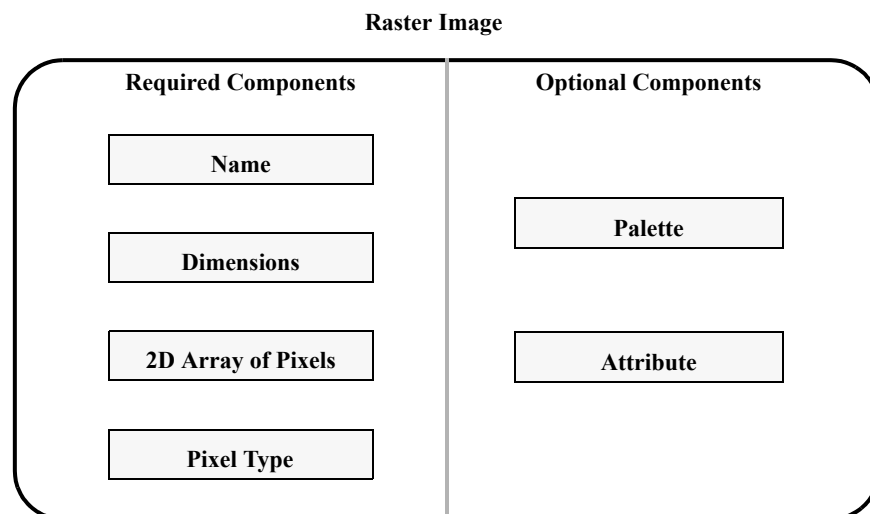 Raster Image
Required Components
Name
Dimensions
2D Array of Pixels
Pixel Type
Optional Components
Palette
Attribute